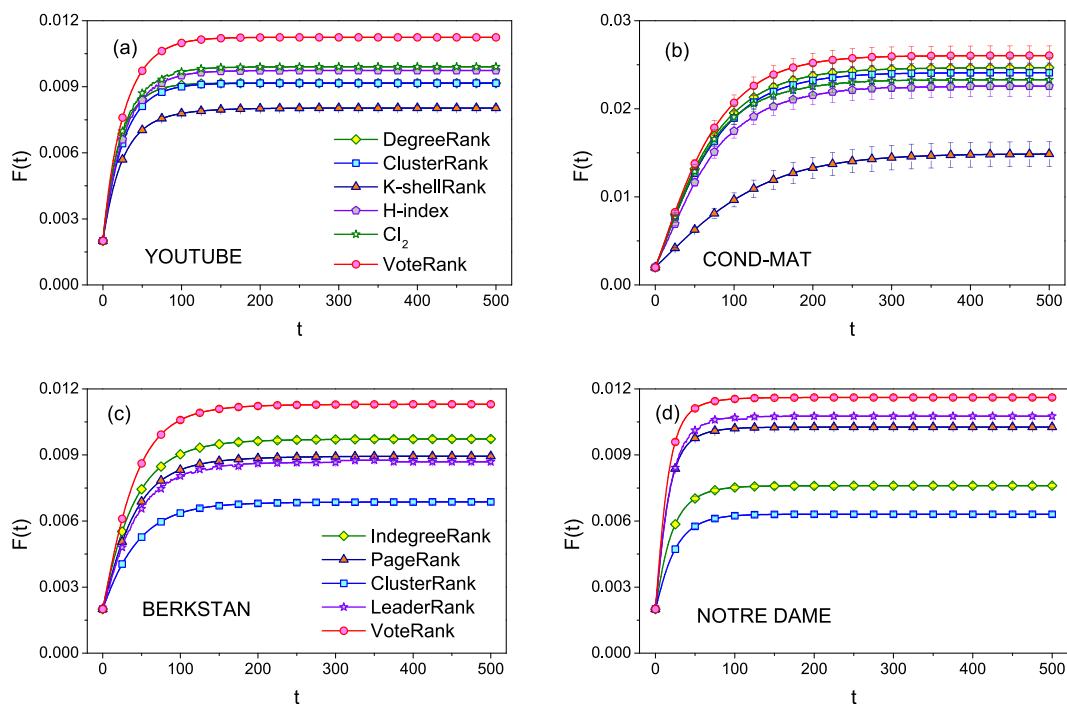 (a)
0.012
0.009
0.006
0.003
0.000
F(t)
DegreeRank
ClusterRank
K-shellRank
H-index
CI₂
VoteRank
YOUTUBE
0 100 200 300 400 500
t
(b)
0.03
0.02
0.01
0.00
F(t)
COND-MAT
0 100 200 300 400 500
t
(c)
0.012
0.009
0.006
0.003
0.000
F(t)
IndegreeRank
PageRank
ClusterRank
LeaderRank
VoteRank
BERKSTAN
0 100 200 300 400 500
t
(d)
0.012
0.009
0.006
0.003
0.000
F(t)
NOTRE DAME
0 100 200 300 400 500
t